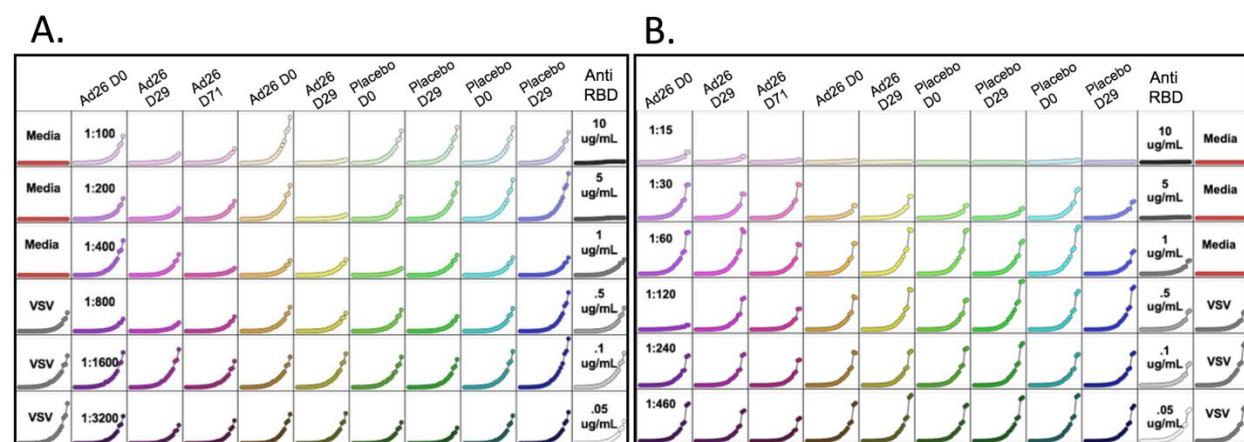 A.
Ad26 D0
Ad26
D29
Ad26
D71
Ad26 D0
Ad26
D29
Placebo
D0
Placebo
D29
Placebo
D0
Placebo
D29
Anti
RBD
Media
1:100
10
ug/mL
Media
1:200
5
ug/mL
Media
1:400
1
ug/mL
VSV
1:800
.5
ug/mL
VSV
1:1600
.1
ug/mL
VSV
1:3200
.05
ug/mL
B.
Ad26 D0
Ad26
D29
Ad26
D71
Ad26 D0
Ad26
D29
Placebo
D0
Placebo
D29
Placebo
D0
Placebo
D29
Anti
RBD
1:15
10
ug/mL
Media
1:30
5
ug/mL
Media
1:60
1
ug/mL
Media
1:120
.5
ug/mL
VSV
1:240
.1
ug/mL
VSV
1:460
.05
ug/mL
VSV